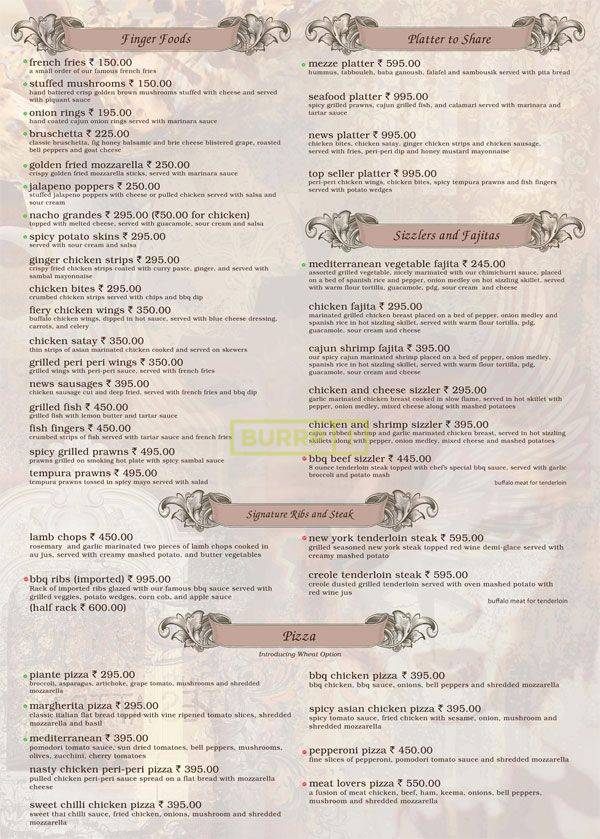 Finger Foods
french fries ₹ 150.00
a small order of our famous french fries
stuffed mushrooms ₹ 150.00
hand battered crisp golden brown mushrooms stuffed with cheese and served
with piquant sauce
onion rings ₹ 195.00
hand coated cajun onion rings served with marinara sauce
bruschetta ₹ 225.00
classic bruschetta, fig honey balsamic and brie cheese blistered grape, roasted
bell peppers and goat cheese
golden fried mozzarella ₹ 250.00
crispy golden fried mozzarella sticks, served with marinara sauce
jalapeno poppers ₹ 250.00
stuffed jalapeno poppers with cheese or pulled chicken served with salsa and
sour cream
nacho grandes ₹ 295.00 (₹50.00 for chicken)
topped with melted cheese, served with guacamole, sour cream and salsa
spicy potato skins ₹ 295.00
served with sour cream and salsa
ginger chicken strips ₹ 295.00
crispy fried chicken strips coated with curry paste, ginger, and served with
sambal mayonnaise
chicken bites ₹ 295.00
crumbed chicken strips served with chips and bbq dip
fiery chicken wings ₹ 350.00
buffalo chicken wings, dipped in hot sauce, served with blue cheese dressing,
carrots, and celery
chicken satay ₹ 350.00
thin strips of asian marinated chicken cooked and served on skewers
grilled peri peri wings ₹ 350.00
grilled wings with peri-peri sauce, served with french fries
news sausages ₹ 395.00
chicken sausage cut and deep fried, served with french fries and bbq dip
grilled fish ₹ 450.00
grilled fish with lemon butter and tartar sauce
fish fingers ₹ 450.00
crumbed strips of fish served with tartar sauce and french fries
spicy grilled prawns ₹ 495.00
prawns grilled on smoking hot plate with spicy sambal sauce
tempura prawns ₹ 495.00
tempura prawns tossed in spicy mayo served with salad
Platter to Share
mezze platter ₹ 595.00
hummus, tabbouleh, baba ganoush, falafel and sambousik served with pita bread
seafood platter ₹ 995.00
spicy grilled prawns, cajun grilled fish, and calamari served with marinara and
tartar sauce
news platter ₹ 995.00
chicken bites, chicken satay, ginger chicken strips and chicken sausage,
served with fries, peri-peri dip and honey mustard mayonnaise
top seller platter ₹ 995.00
peri-peri chicken wings, chicken bites, spicy tempura prawns and fish fingers
served with potato wedges
Sizzlers and Fajitas
mediterranean vegetable fajita ₹ 245.00
assorted grilled vegetable, nicely marinated with our chimichurri sauce, placed
on a bed of spanish rice and pepper, onion medley on hot sizzling skillet, served
with warm flour tortilla, guacamole, pdg, sour cream and cheese
chicken fajita ₹ 295.00
marinated grilled chicken breast placed on a bed of pepper, onion medley and
spanish rice in hot sizzling skillet, served with warm flour tortilla, pdg,
guacamole, sour cream and cheese
cajun shrimp fajita ₹ 395.00
our spicy cajun marinated shrimp placed on a bed of pepper, onion medley,
spanish rice in hot sizzling skillet, served with warm flour tortilla, pdg.
guacamole, sour cream and cheese
chicken and cheese sizzler ₹ 295.00
garlic marinated chicken breast cooked in slow flame, served in hot skillet with
pepper, onion medley, mixed cheese along with mashed potatoes
chicken and shrimp sizzler ₹ 395.00
cajun rubbed shrimp and garlic marinated chicken breast, served in hot sizzling
skillet along with pepper, onion medley, mixed cheese and mashed potatoes
bbq beef sizzler ₹ 445.00
8 ounce tenderloin steak topped with chef's special bbq sauce, served with garlic
broccoli and potato mash
buffalo meat for tenderloin
Signature Ribs and Steak
lamb chops ₹ 450.00
rosemary and garlic marinated two pieces of lamb chops cooked in
au jus, served with creamy mashed potato. and butter vegetables
bbq ribs (imported) ₹ 995.00
Rack of imported ribs glazed with our famous bbq sauce served with
grilled veggies, potato wedges, corn cob, and apple sauce
(half rack ₹ 600.00)
new york tenderloin steak ₹ 595.00
grilled seasoned new york steak topped red wine demi-glace served with
creamy mashed potato
creole tenderloin steak ₹ 595.00
creole dusted grilled tenderloin served with oven mashed potato with
red wine jus
buffalo meat for tenderloin
Pizza
Introducing Wheat Option
piante pizza ₹ 295.00
broccoli, asparagus, artichoke, grape tomato, mushrooms and shredded
mozzarella
margherita pizza ₹ 295.00
classic italian flat bread topped with vine ripened tomato slices, shredded
mozzarella and basil
mediterranean ₹ 395.00
pomodori tomato sauce, sun dried tomatoes, bell peppers, mushrooms,
olives, zucchini, cherry tomatoes
nasty chicken peri-peri pizza ₹ 395.00
pulled chicken peri-peri sauce spread on a flat bread with mozzarella
cheese
sweet chilli chicken pizza ₹ 395.00
sweet thai chilli sauce, fried chicken, onions, mushroom and shredded
mozzarella
bbq chicken pizza ₹ 395.00
bbq chicken, bbq sauce, onions, bell peppers and shredded mozzarella
spicy asian chicken pizza ₹ 395.00
spicy tomato sauce, fried chicken with sesame, onion, mushroom and
shredded mozzarella
pepperoni pizza ₹ 450.00
fine slices of pepperoni, pomodori tomato sauce and shredded mozzarella
meat lovers pizza ₹ 550.00
a fusion of meat chicken, beef, ham, keema, onions, bell peppers,
mushroom and shredded mozzarella